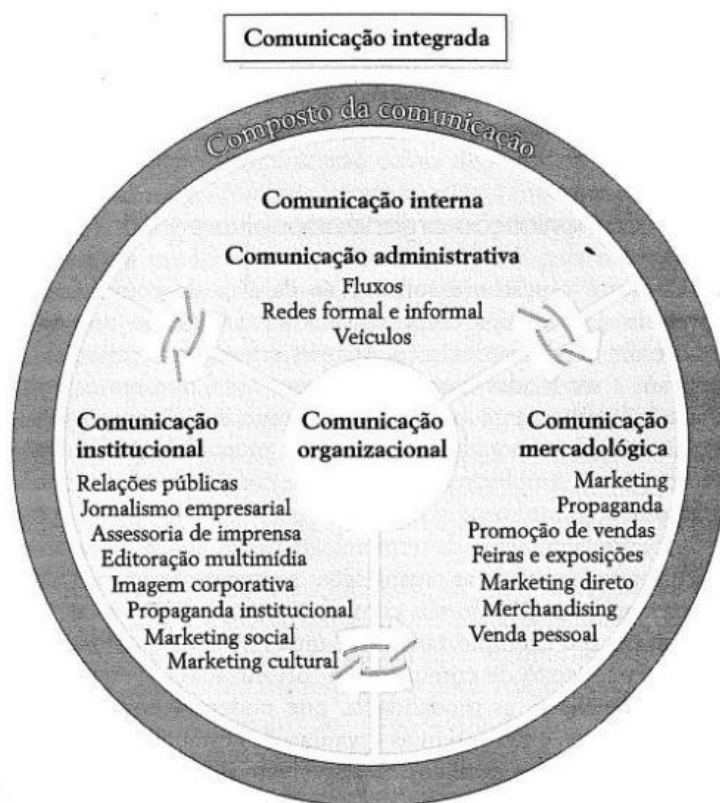 Comunicação integrada
Composto da comunicação
Comunicação interna
Comunicação administrativa
Fluxos
Redes formal e informal
Veículos
Comunicação
institucional
Relações públicas
Jornalismo empresarial
Assessoria de imprensa
Editoração multimídia
Imagem corporativa
Propaganda institucional
Marketing social
Marketing cultural
Comunicação
organizacional
Comunicação
mercadológica
Marketing
Propaganda
Promoção de vendas
Feiras e exposições
Marketing direto
Merchandising
Venda pessoal